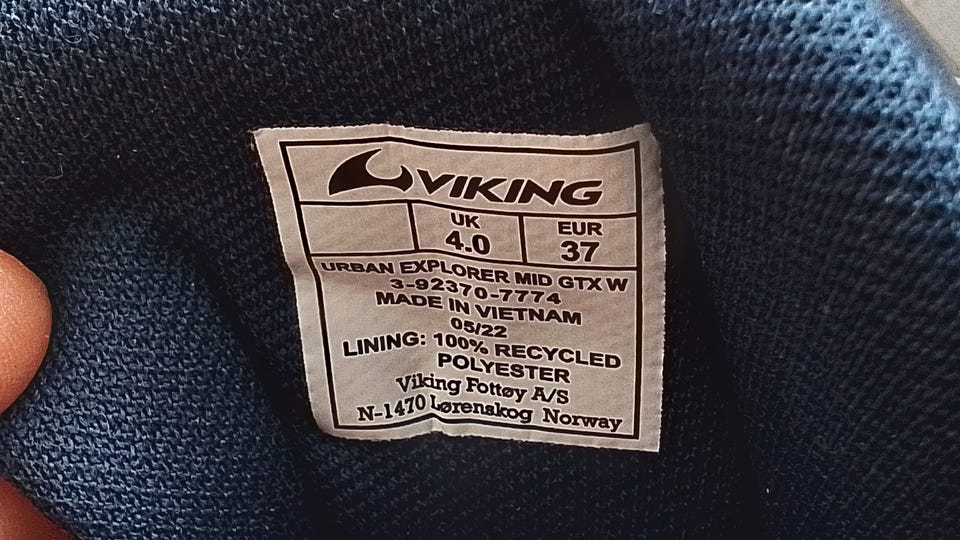 VIKING
UK EUR
4.0 37
URBAN EXPLORER MID GTX W
3-92370-7774
MADE IN VIETNAM
05/22
LINING: 100% RECYCLED
POLYESTER
Viking Fottøy A/S
N-1470 Lørenskog Norway